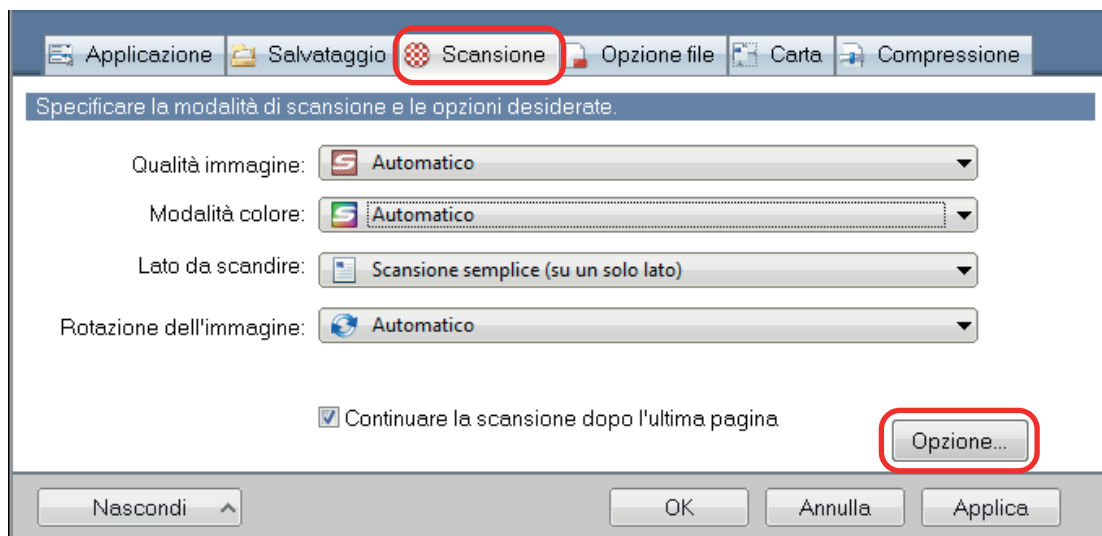 Applicazione Salvataggio Scansione Opzione file Carta Compressione
Specificare la modalità di scansione e le opzioni desiderate.
Qualità immagine: Automatico
Modalità colore: Automatico
Lato da scandire: Scansione semplice (su un solo lato)
Rotazione dell'immagine: Automatico
Continuare la scansione dopo l'ultima pagina
Opzione...
Nascondi OK Annulla Applica